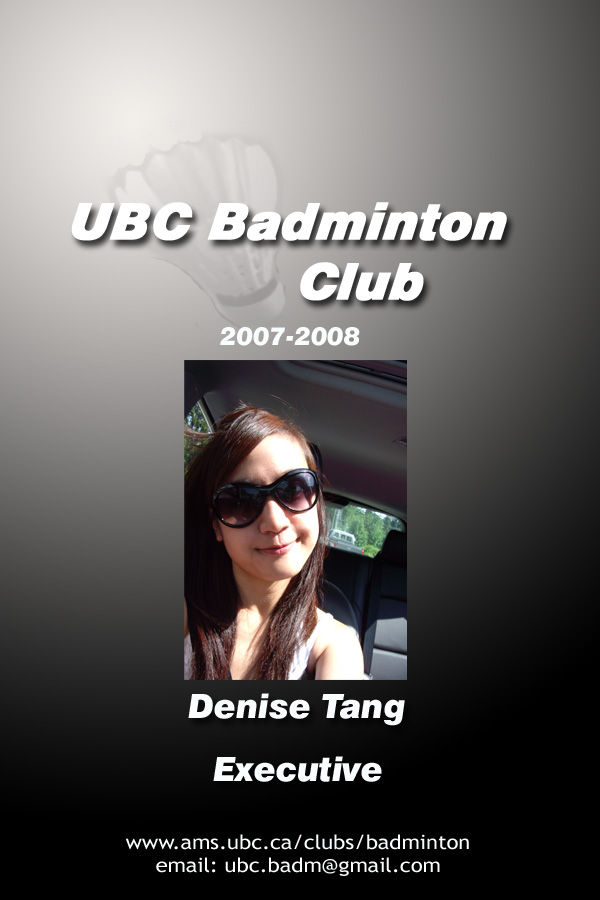 UBC Badminton
Club
2007-2008
Denise Tang
Executive
www.ams.ubc.ca/clubs/badminton
email: ubc.badm@gmail.com